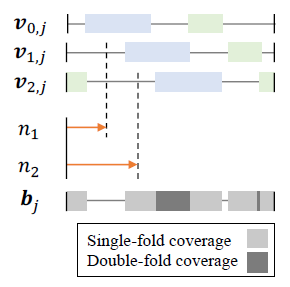 v₀,ⱼ
v₁,ⱼ
v₂,ⱼ
n₁
n₂
bⱼ
Single-fold coverage
Double-fold coverage